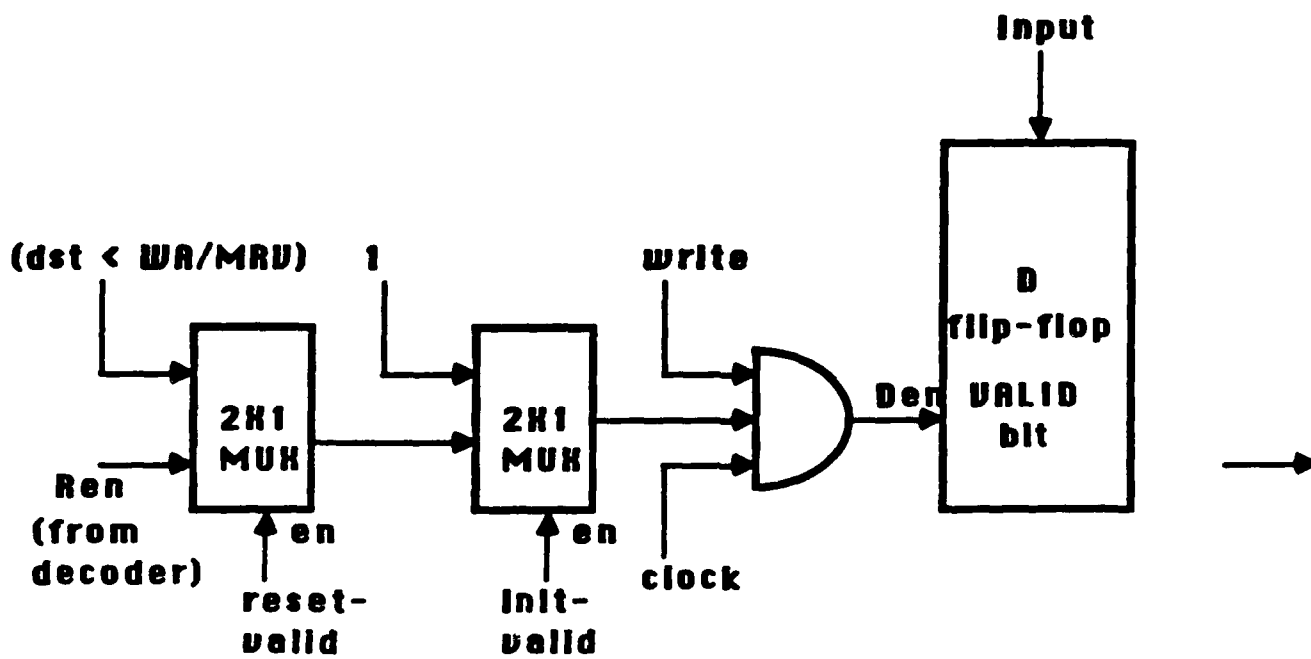 Input
(dst < WA/MRV)
1
write
D
flip-flop
VALID
bit
2X1
MUX
2X1
MUX
Den
Ren
(from
decoder)
en
reset-
valid
en
init-
valid
clock